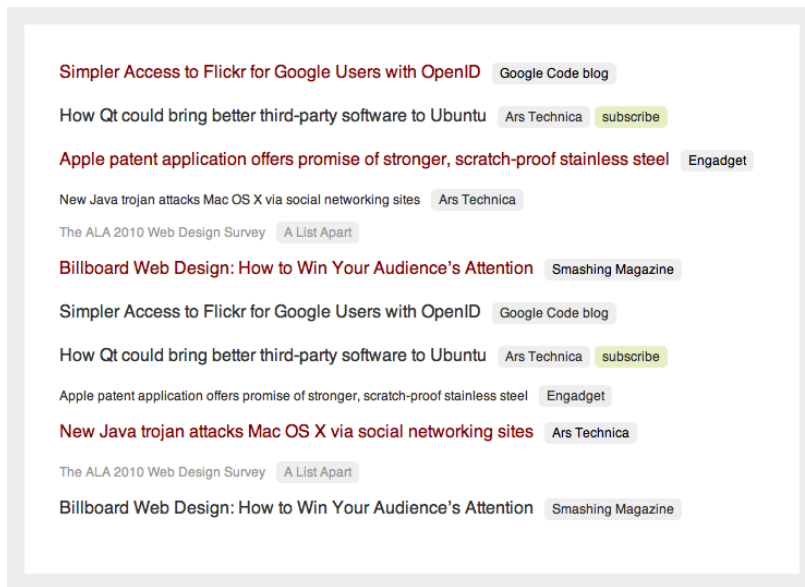 Simpler Access to Flickr for Google Users with OpenID Google Code blog
How Qt could bring better third-party software to Ubuntu Ars Technica subscribe
Apple patent application offers promise of stronger, scratch-proof stainless steel Engadget
New Java trojan attacks Mac OS X via social networking sites Ars Technica
The ALA 2010 Web Design Survey A List Apart
Billboard Web Design: How to Win Your Audience’s Attention Smashing Magazine
Simpler Access to Flickr for Google Users with OpenID Google Code blog
How Qt could bring better third-party software to Ubuntu Ars Technica subscribe
Apple patent application offers promise of stronger, scratch-proof stainless steel Engadget
New Java trojan attacks Mac OS X via social networking sites Ars Technica
The ALA 2010 Web Design Survey A List Apart
Billboard Web Design: How to Win Your Audience’s Attention Smashing Magazine